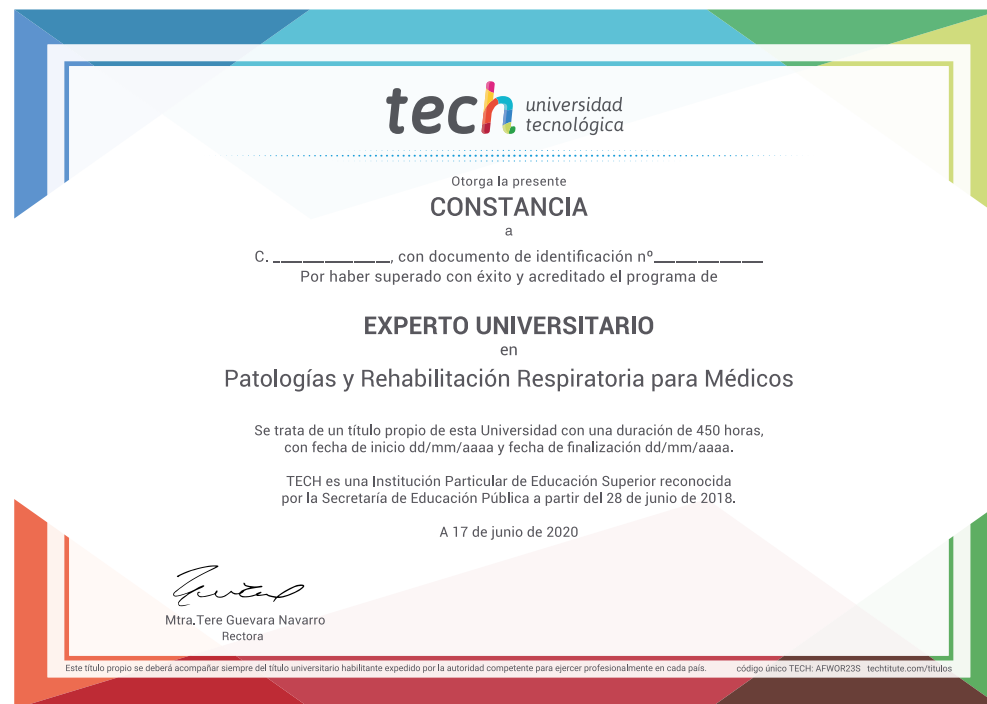 tech universidad
tecnológica
Otorga la presente
CONSTANCIA
a
C. ______________, con documento de identificación nº______________
Por haber superado con éxito y acreditado el programa de
EXPERTO UNIVERSITARIO
en
Patologías y Rehabilitación Respiratoria para Médicos
Se trata de un título propio de esta Universidad con una duración de 450 horas,
con fecha de inicio dd/mm/aaaa y fecha de finalización dd/mm/aaaa.
TECH es una Institución Particular de Educación Superior reconocida
por la Secretaría de Educación Pública a partir del 28 de junio de 2018.
A 17 de junio de 2020
Mtra.Tere Guevara Navarro
Rectora
Este título propio se deberá acompañar siempre del título universitario habilitante expedido por la autoridad competente para ejercer profesionalmente en cada país. código único TECH: AFWOR23S techtitute.com/titulos